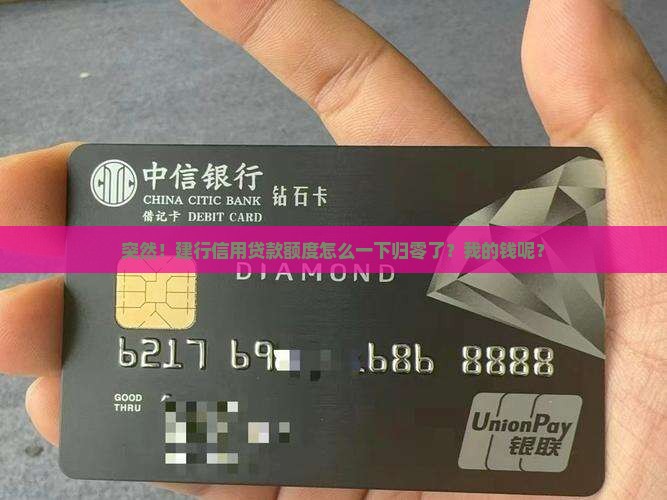 中信银行
CHINA CITIC BANK
钻石卡
借记卡 DEBIT CARD
突然！建行信用贷款额度怎么一下归零了？我的钱呢？
DIAMOND
6217 69 686 8888
GOOD
THRU
UnionPay
银联